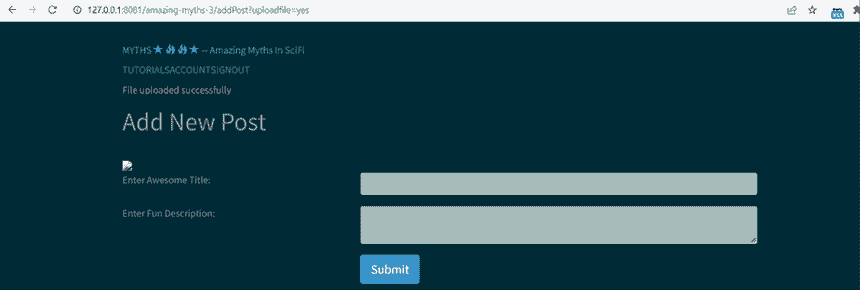 127.0.0.1:8081/amazing-myths-3/addPost?uploadfile=yes
MYTHS★🔥🔥★ -- Amazing Myths In SciFi
TUTORIALSACCOUNTSIGNOUT
File uploaded successfully
Add New Post
Enter Awesome Title:
Enter Fun Description:
Submit